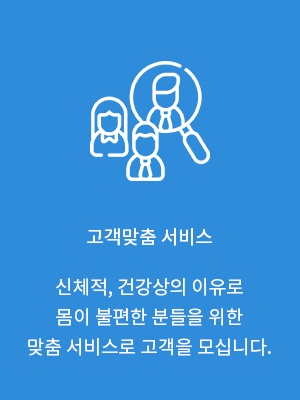 고객맞춤 서비스
신체적, 건강상의 이유로
몸이 불편한 분들을 위한
맞춤 서비스로 고객을 모십니다.